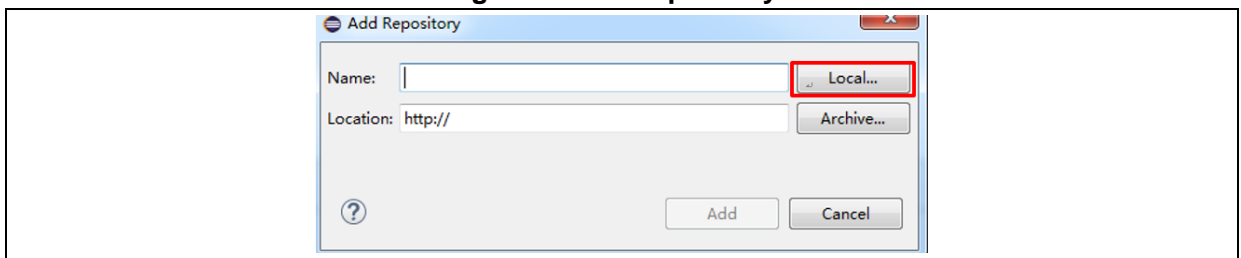 Add Repository
Name: Local...
Location: http:// Archive...
Add Cancel